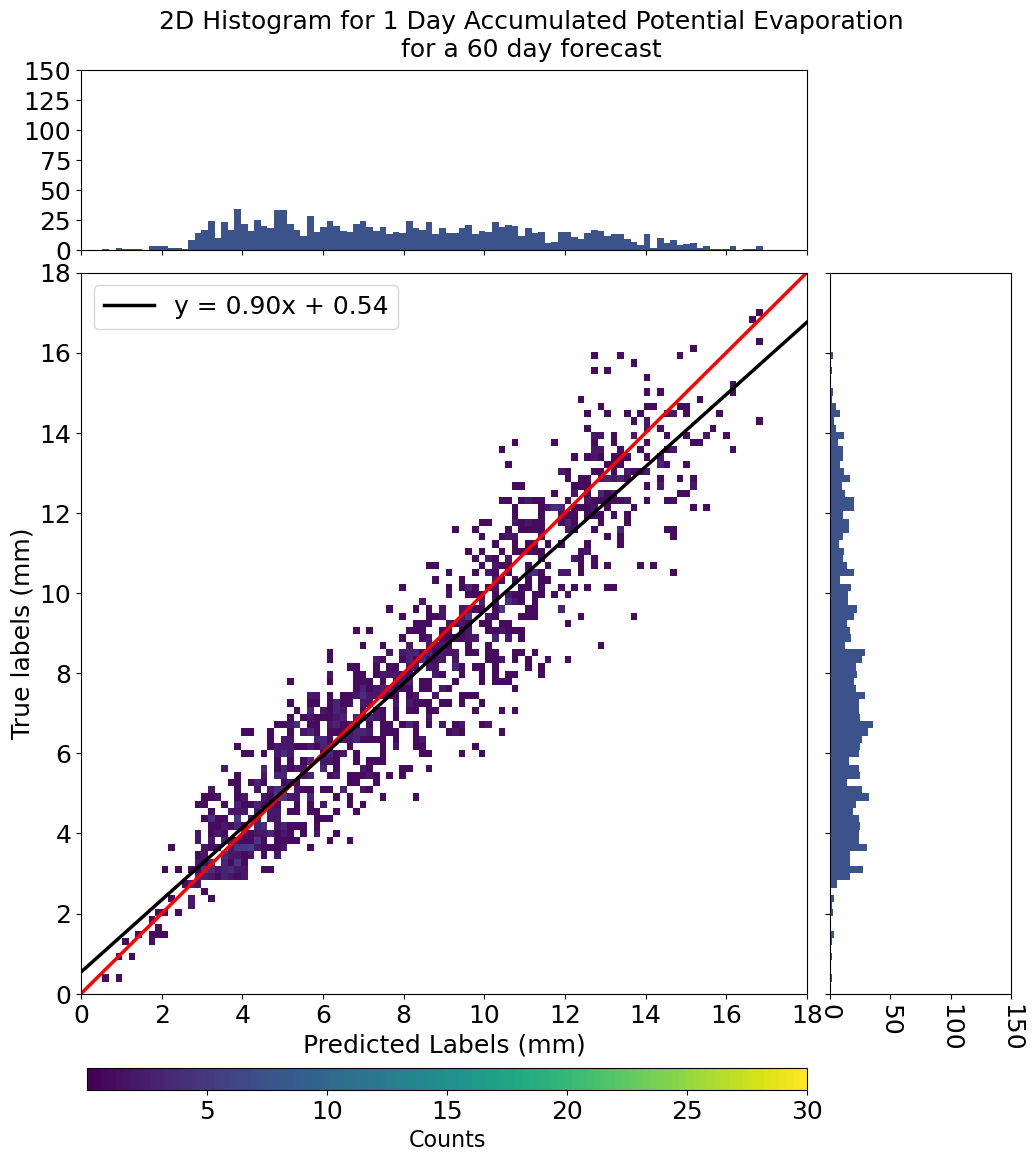 2D Histogram for 1 Day Accumulated Potential Evaporation
for a 60 day forecast
150
125
100
75
50
25
0
18
16
14
12
10
8
6
4
2
0
True labels (mm)
y = 0.90x + 0.54
0 2 4 6 8 10 12 14 16 18
Predicted Labels (mm)
0 50 100 150
5 10 15 20 25 30
Counts